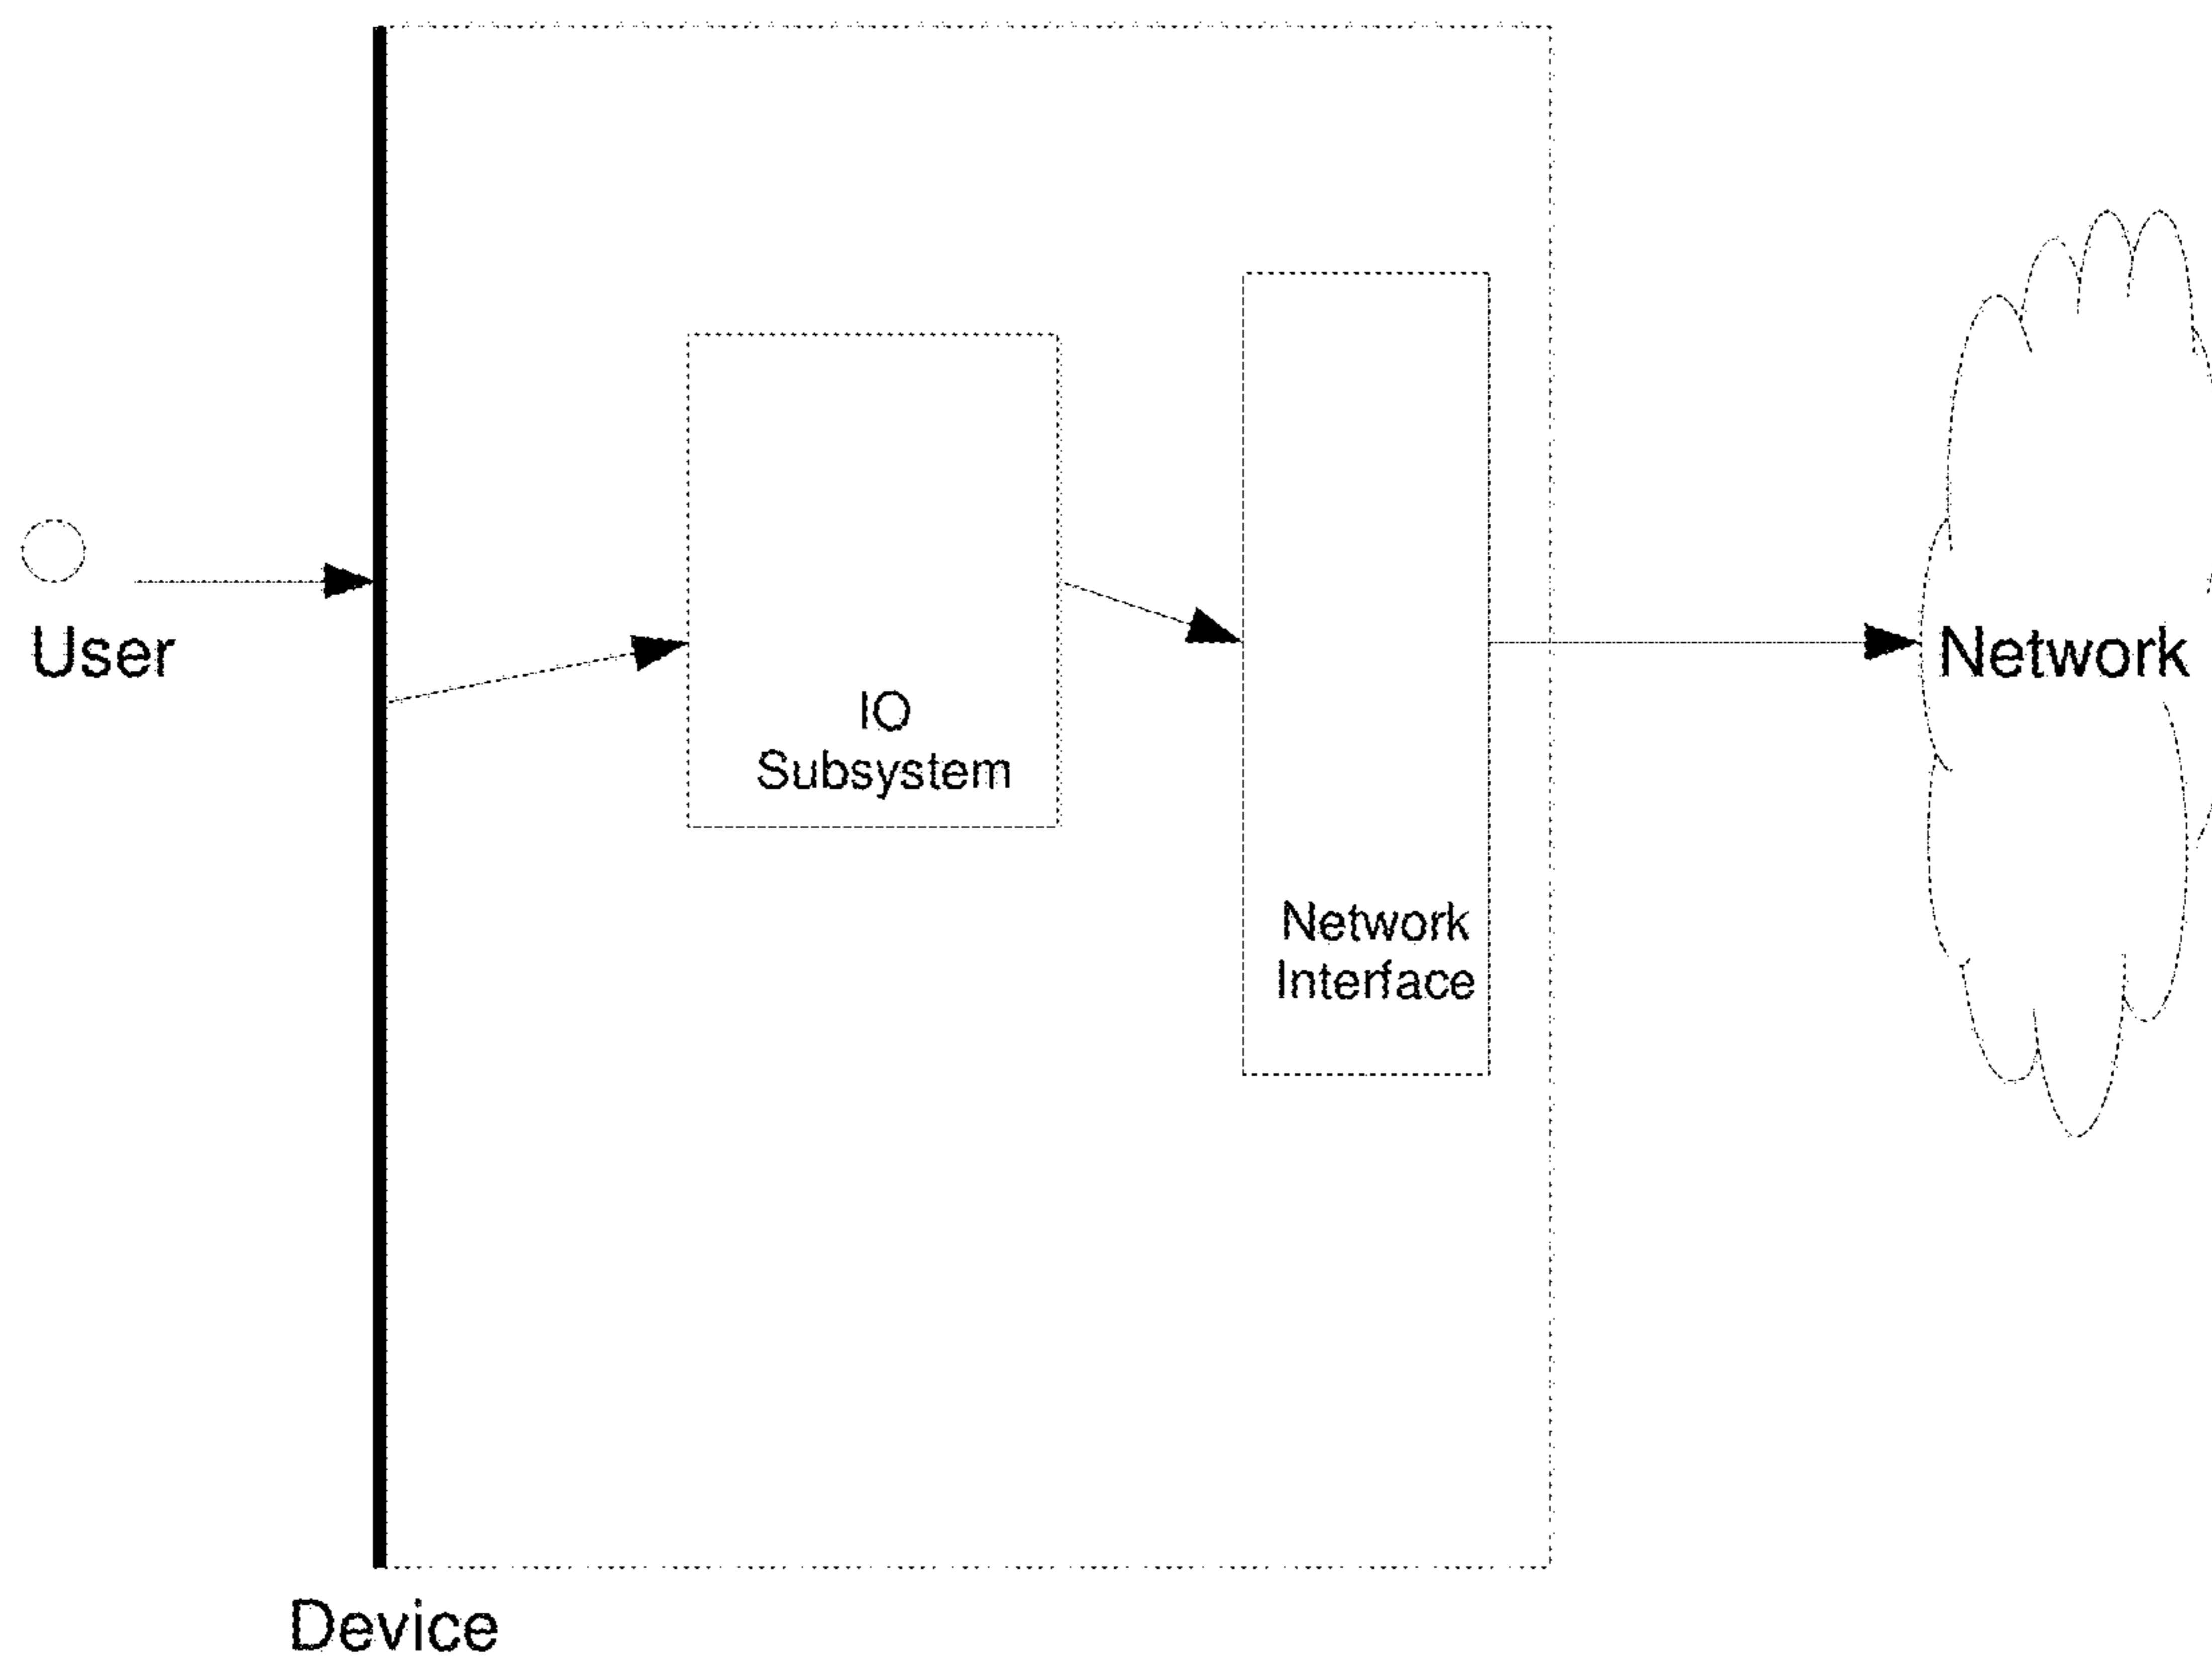 User
IO
Subsystem
Network
Interface
Network
Device